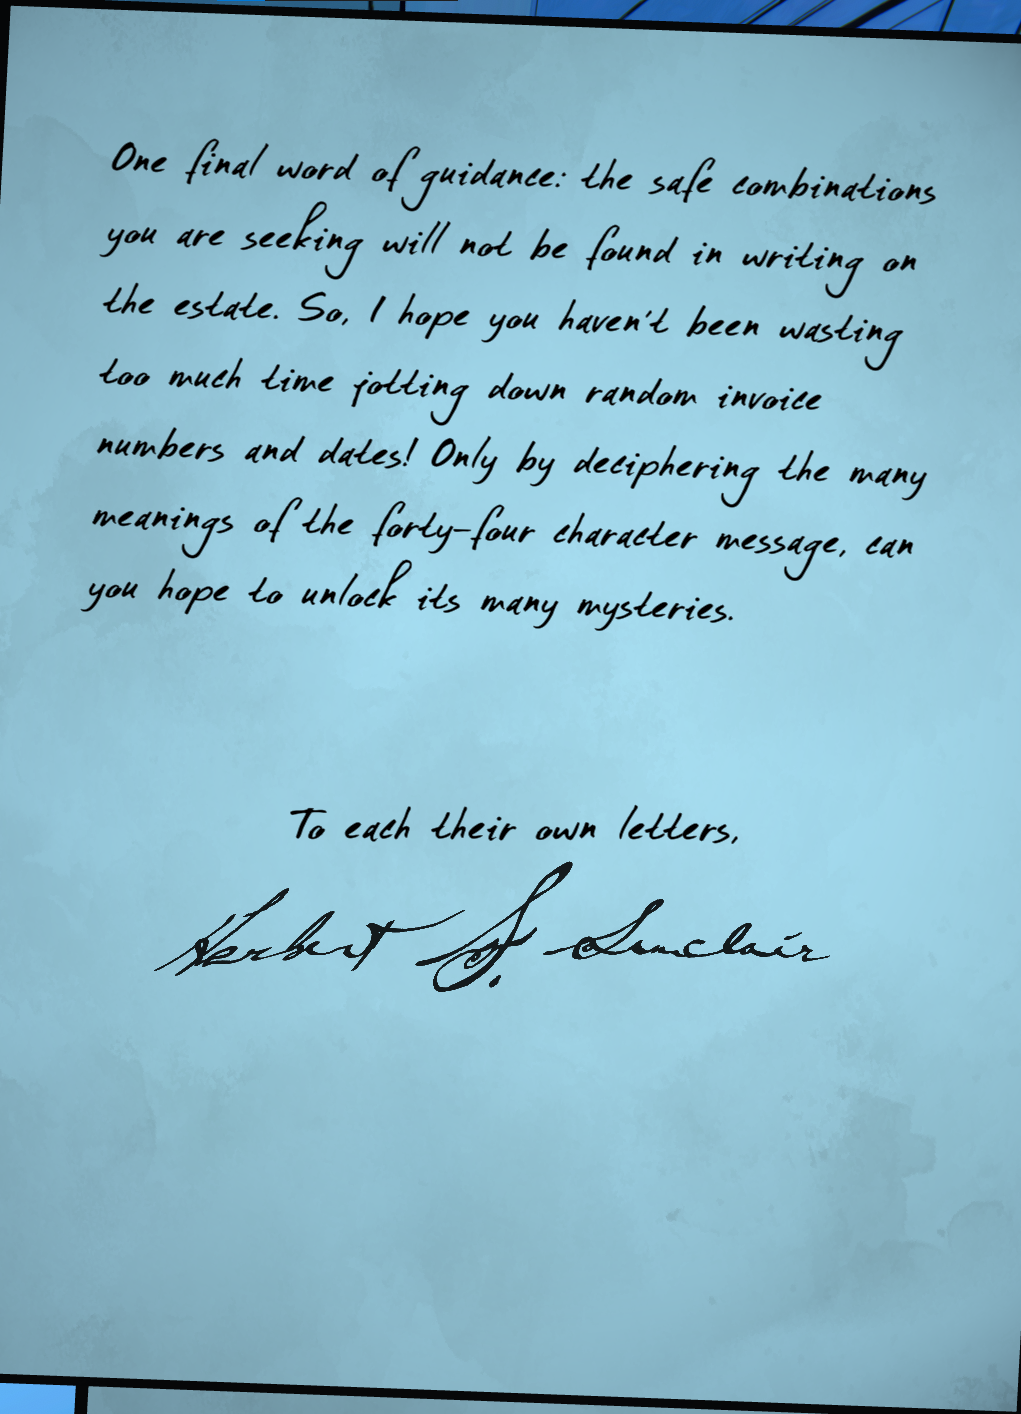 One final word of guidance: the safe combinations
you are seeking will not be found in writing on
the estate. So, I hope you haven't been wasting
too much time jotting down random invoice
numbers and dates! Only by deciphering the many
meanings of the forty-four character message, can
you hope to unlock its many mysteries.
To each their own letters,
Herbert S. Sinclair